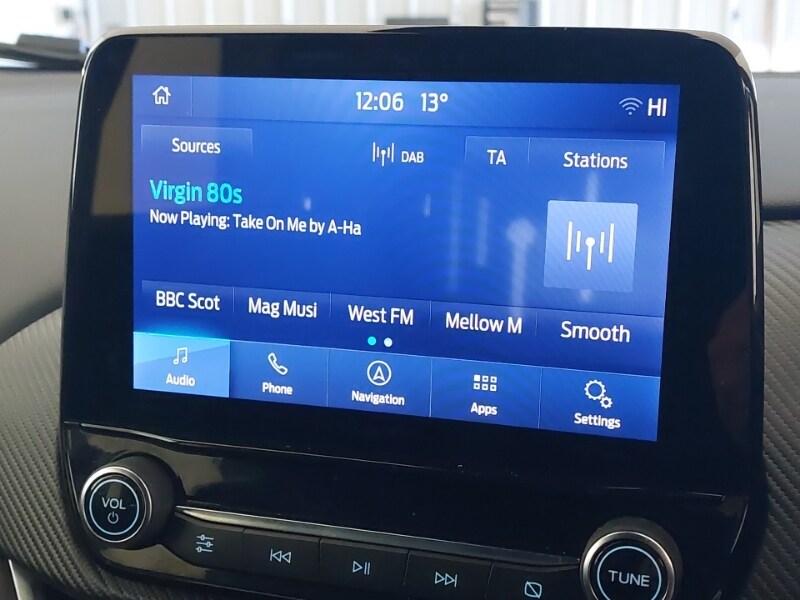 12:06 13° HI
Sources DAB TA Stations
Virgin 80s
Now Playing: Take On Me by A-Ha
BBC Scot Mag Musi West FM Mellow M Smooth
Audio Phone Navigation Apps Settings
VOL TUNE